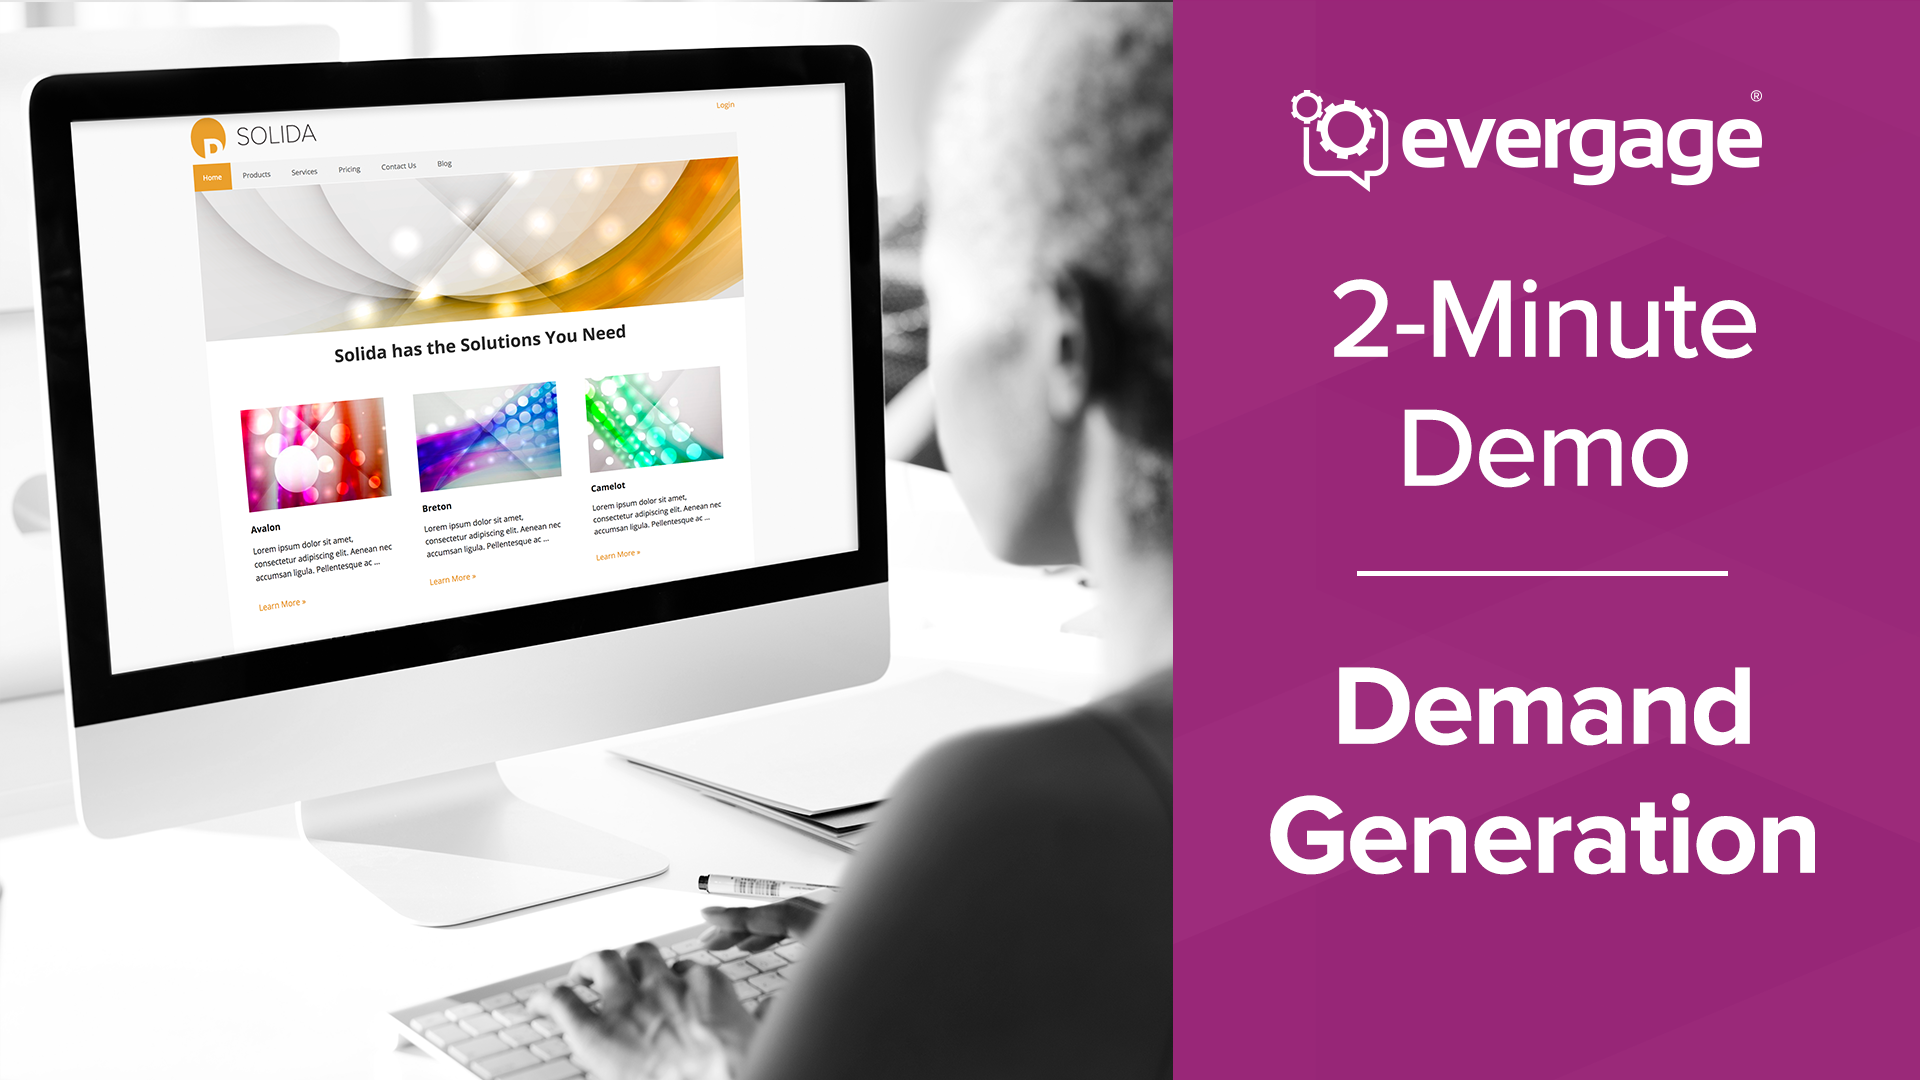 Login
SOLIDA
Home Products Services Pricing Contact Us Blog
Solida has the Solutions You Need
Avalon
Lorem ipsum dolor sit amet,
consectetur adipiscing elit. Aenean nec
accumsan ligula. Pellentesque ac ...
Learn More »
Breton
Lorem ipsum dolor sit amet,
consectetur adipiscing elit. Aenean nec
accumsan ligula. Pellentesque ac ...
Learn More »
Camelot
Lorem ipsum dolor sit amet,
consectetur adipiscing elit. Aenean nec
accumsan ligula. Pellentesque ac ...
Learn More »
evergage®
2-Minute
Demo
Demand
Generation